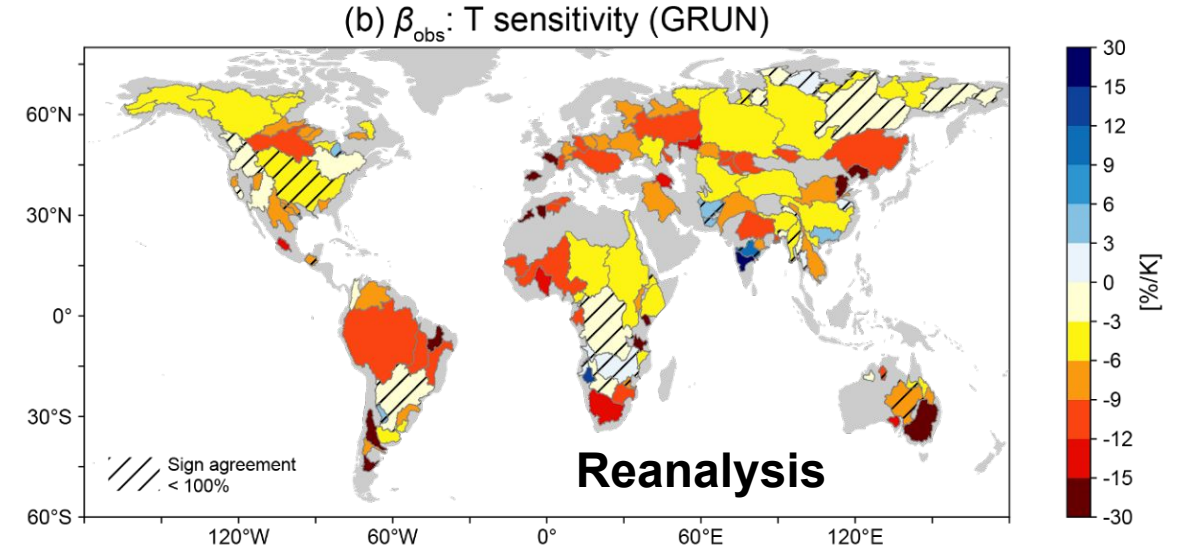 (b) βobs: T sensitivity (GRUN)
60°N
30°N
0°
30°S
60°S
120°W
60°W
0°
60°E
120°E
Sign agreement
< 100%
Reanalysis
30
15
12
9
6
3
0
-3
-6
-9
-12
-15
-30
[%/K]